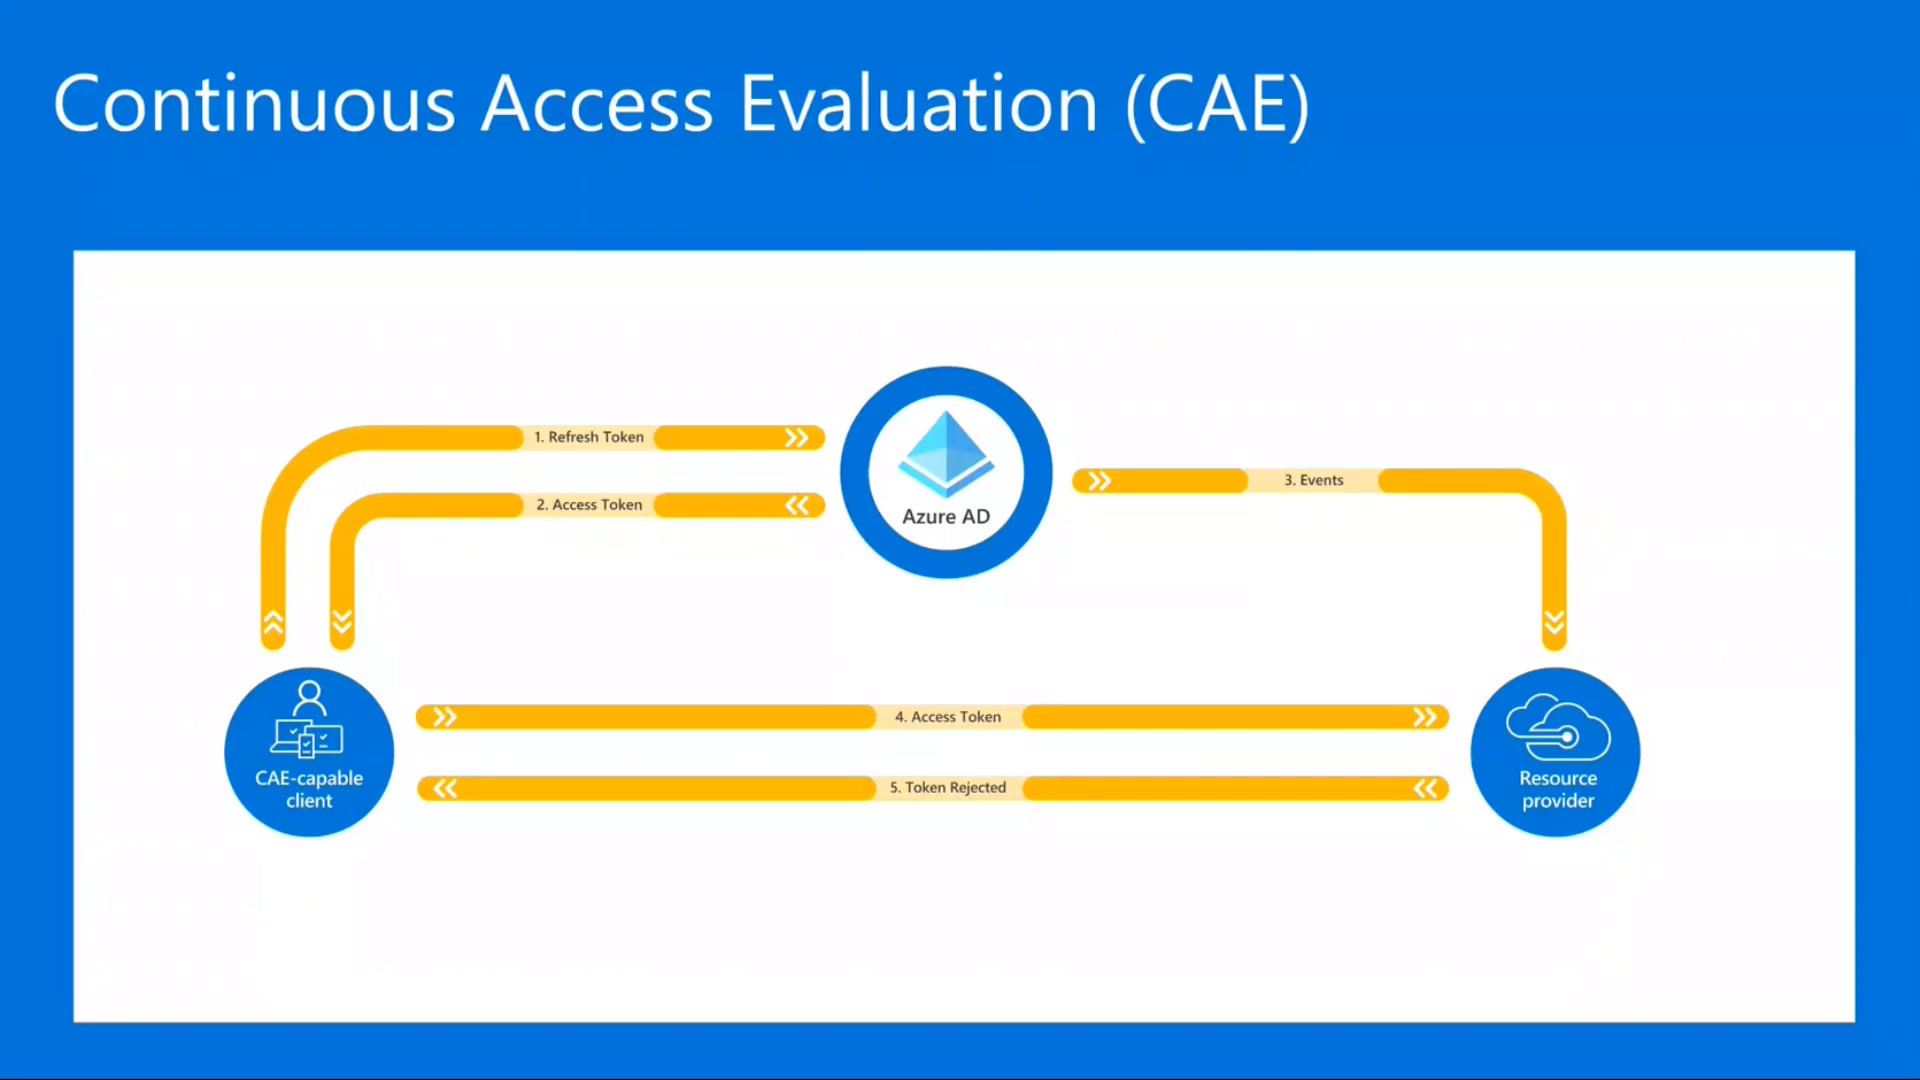 Continuous Access Evaluation (CAE)
1. Refresh Token
2. Access Token
Azure AD
3. Events
CAE-capable
client
4. Access Token
5. Token Rejected
Resource
provider